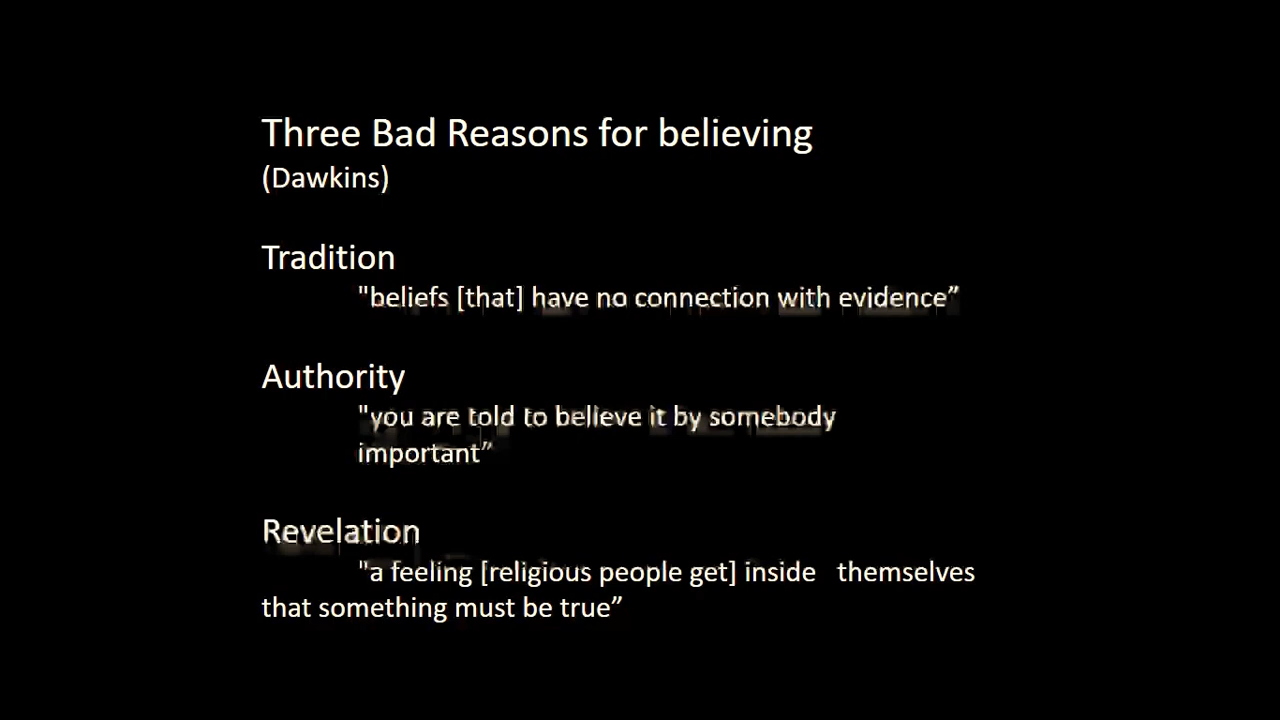 Three Bad Reasons for believing
(Dawkins)
Tradition
"beliefs [that] have no connection with evidence”
Authority
"you are told to believe it by somebody
important”
Revelation
"a feeling [religious people get] inside themselves
that something must be true”